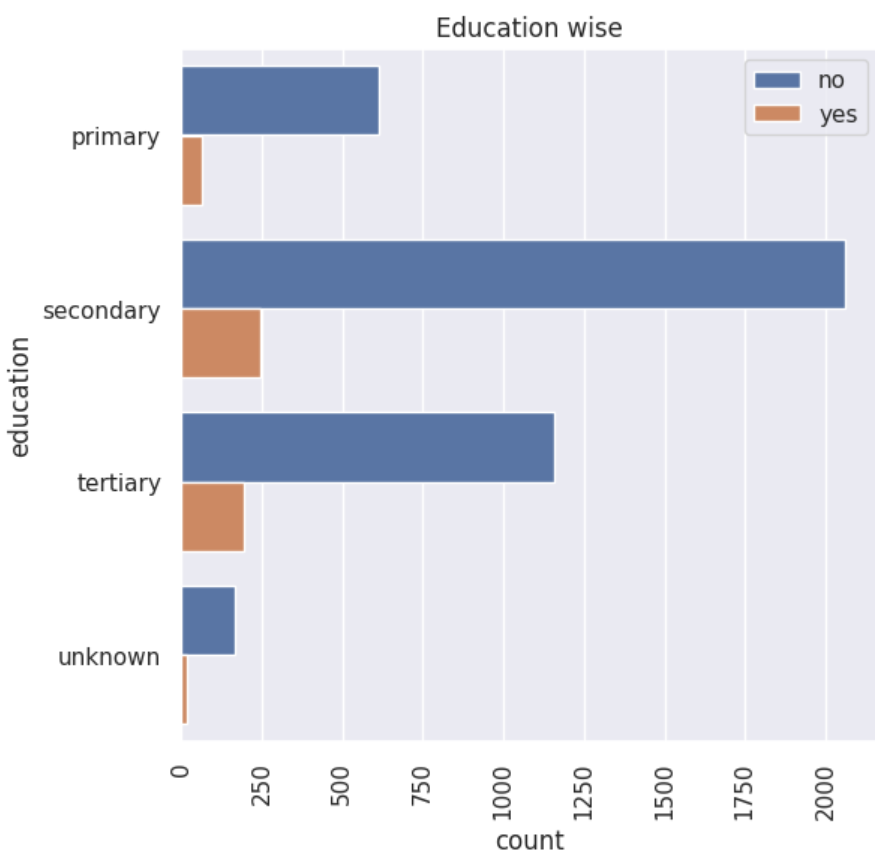 Education wise
no
yes
primary
secondary
tertiary
unknown
education
0
250
500
750
1000
1250
1500
1750
2000
count